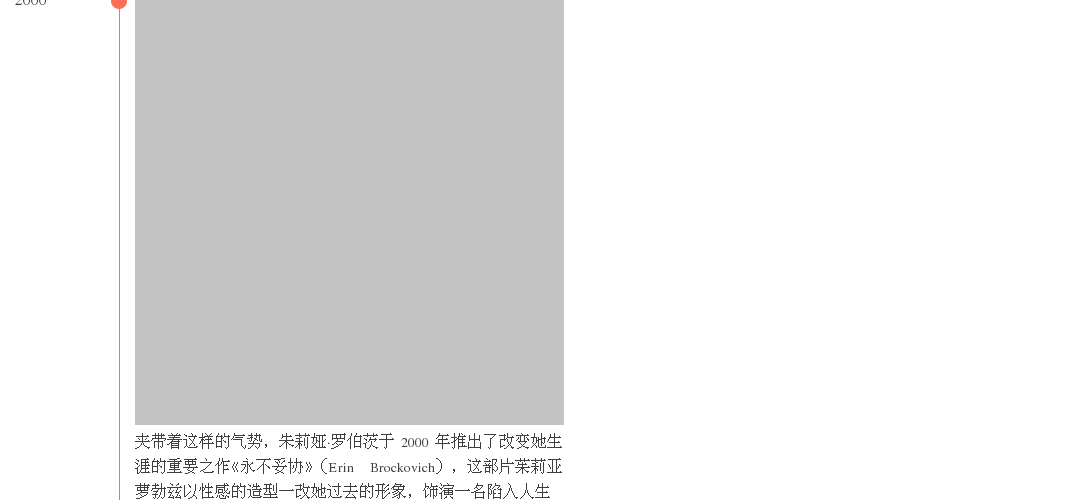 2000
夹带着这样的气势，朱莉娅·罗伯茨于 2000 年推出了改变她生
涯的重要之作《永不妥协》（Erin Brockovich），这部片茱莉亚
萝勃兹以性感的造型一改她过去的形象，饰演一名陷入人生